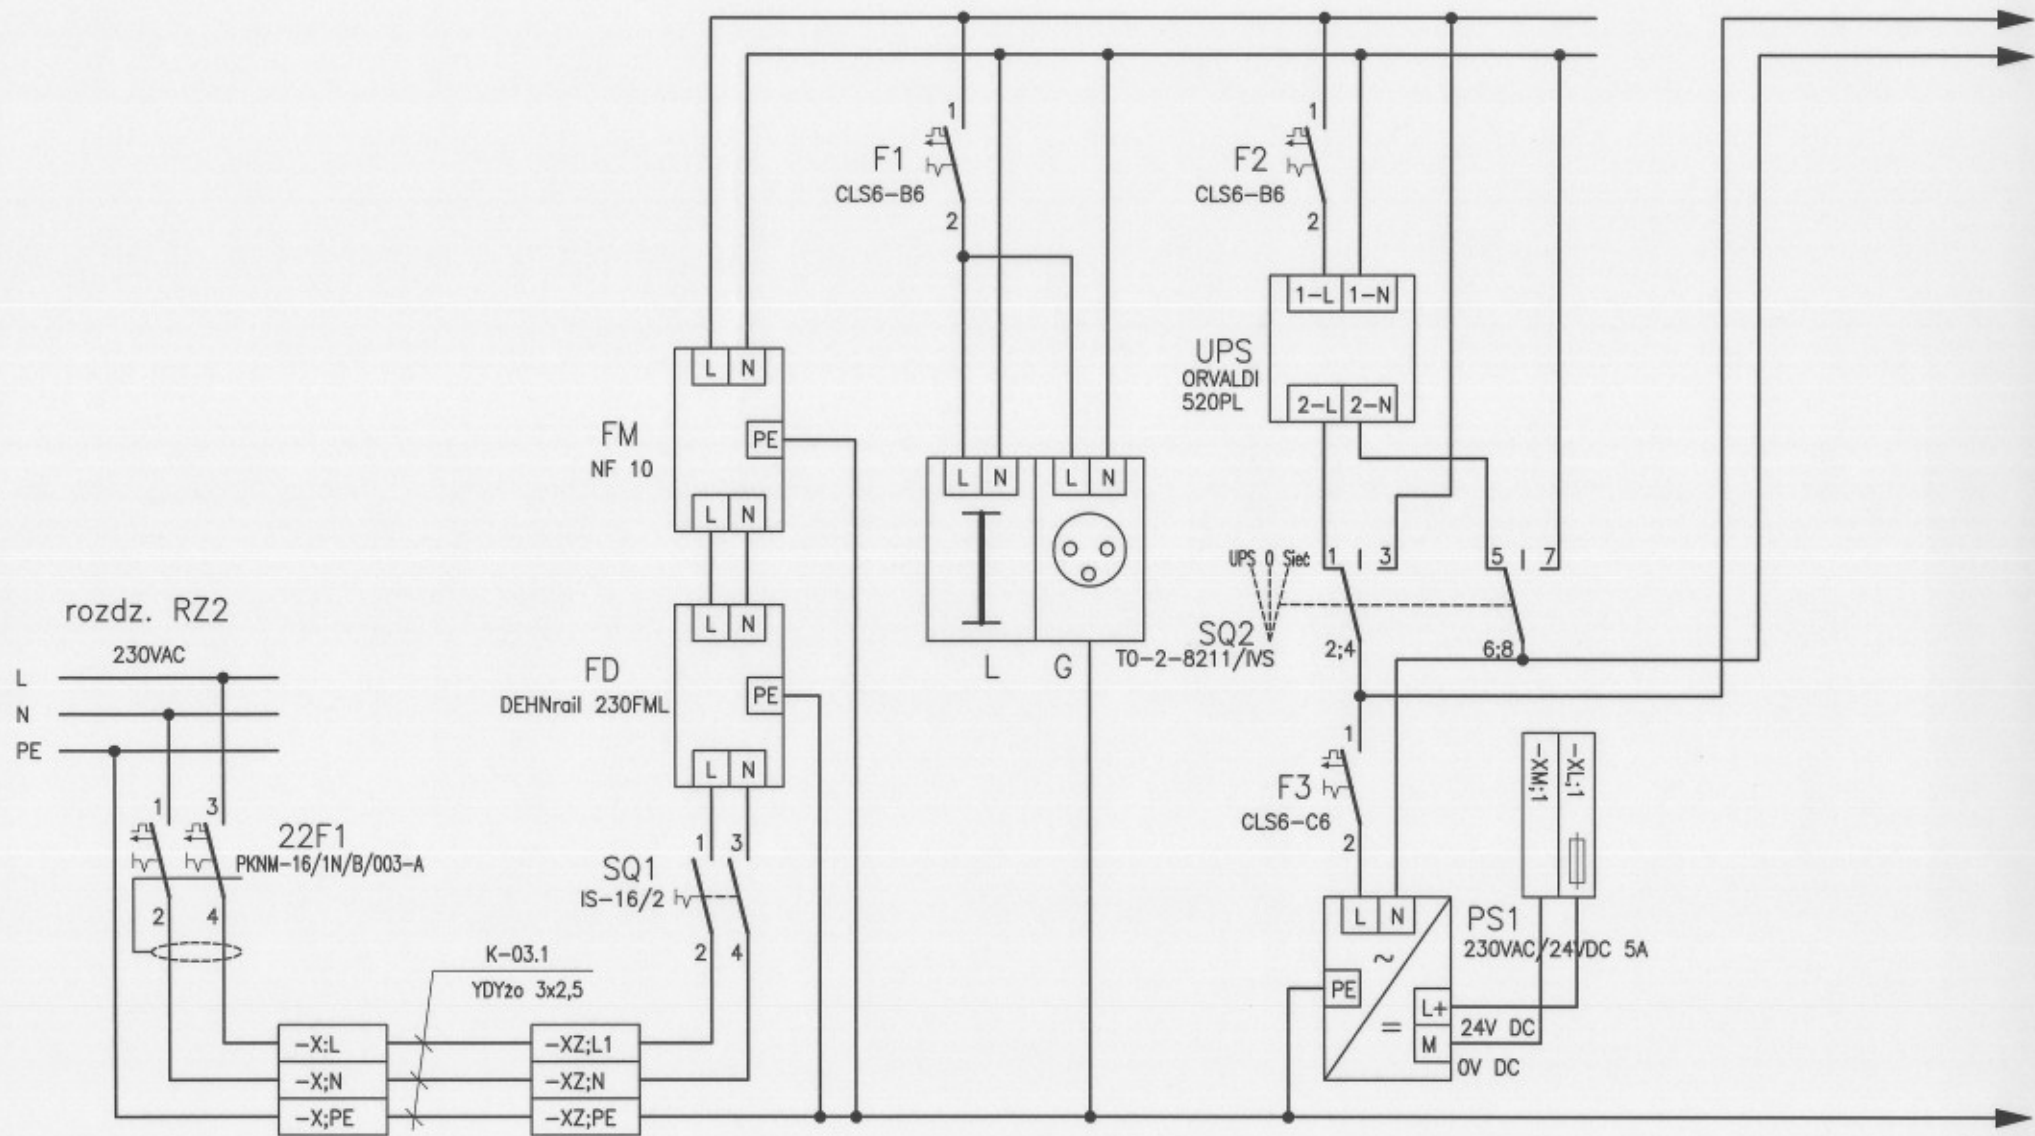 1
F1
CLS6-B6
2
1
F2
CLS6-B6
2
1-L 1-N
UPS
ORVALDI
520PL
2-L 2-N
L N
FM
NF 10
PE
L N
L N
L N
L
G
UPS 0 Sieć
1 3
5 7
SQ2
T0-2-8211/IVS
2;4
6;8
rozdz. RZ2
230VAC
L
N
PE
L N
FD
DEHNrail 230FML
PE
L N
1 3
22F1
PKNM-16/1N/B/003-A
2 4
1 3
SQ1
IS-16/2
2 4
1
F3
CLS6-C6
2
-XM;1
-XL;1
L N
PS1
230VAC/24VDC 5A
~
PE
=
L+
24V DC
M
0V DC
K-03.1
YDYżo 3x2,5
-X:L
-X;N
-X;PE
-XZ;L1
-XZ;N
-XZ;PE